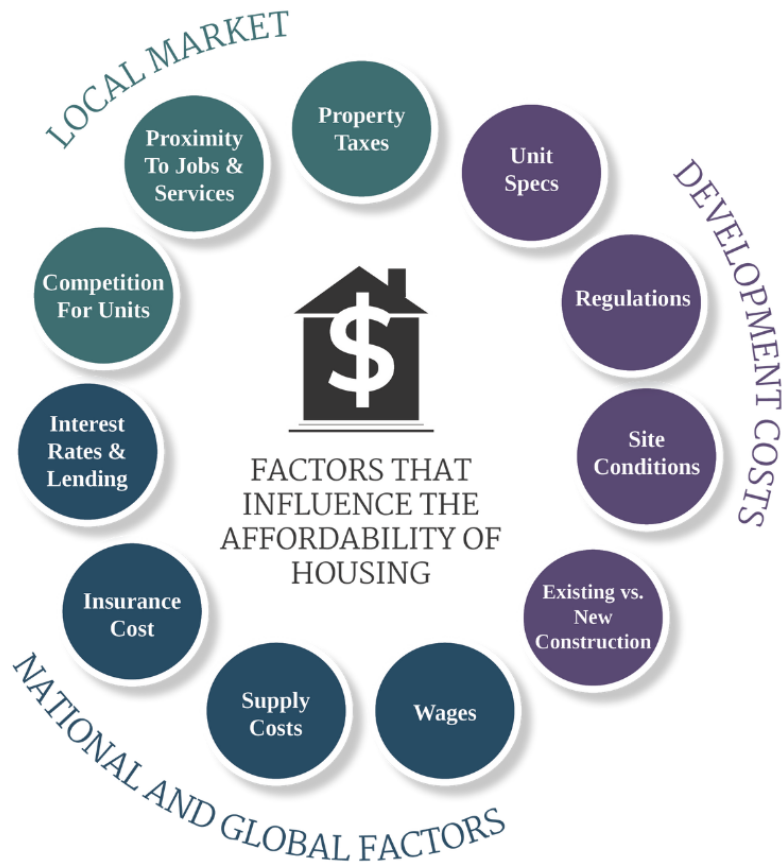 LOCAL MARKET
Property
Taxes
Proximity
To Jobs &
Services
Competition
For Units
DEVELOPMENT COSTS
Unit
Specs
Regulations
Site
Conditions
Existing vs.
New
Construction
$
FACTORS THAT
INFLUENCE THE
AFFORDABILITY OF
HOUSING
Interest
Rates &
Lending
Insurance
Cost
Supply
Costs
Wages
NATIONAL AND GLOBAL FACTORS